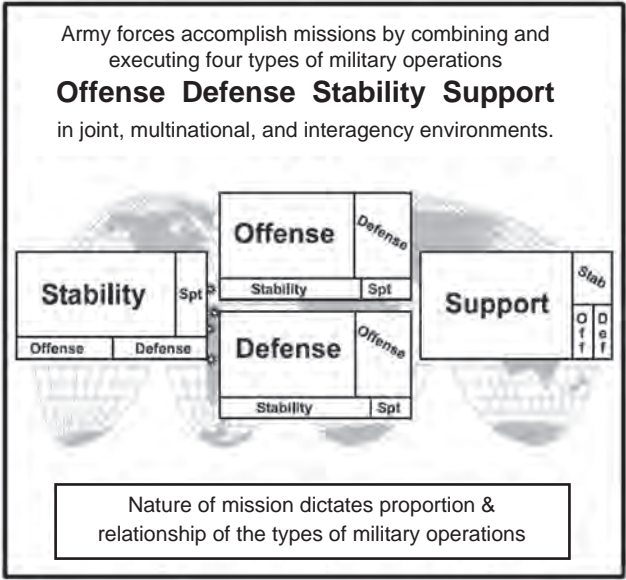 Army forces accomplish missions by combining and
executing four types of military operations
Offense Defense Stability Support
in joint, multinational, and interagency environments.
Stability
Spt
Offense
Defense
Offense
Defense
Stability
Spt
Defense
Offense
Stability
Spt
Support
Stab
Off
Def
Nature of mission dictates proportion &
relationship of the types of military operations